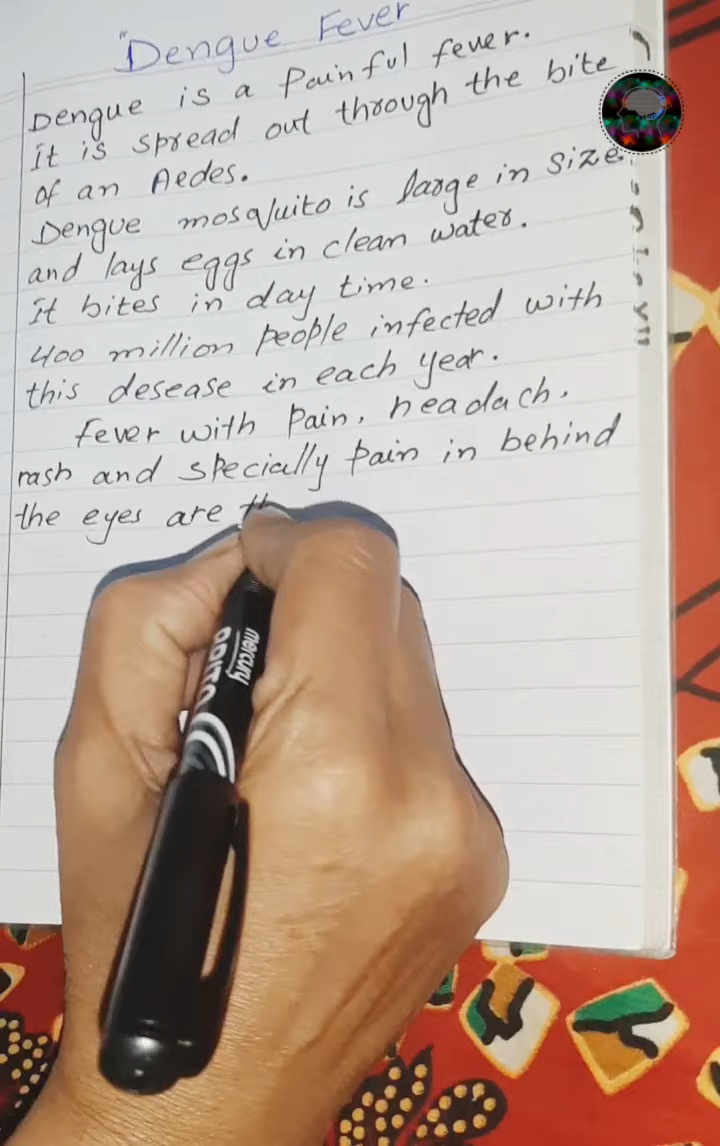 "Dengue Fever
Dengue is a Painful fever.
it is spread out through the bite
of an Aedes.
Dengue mosquito is large in size
and lays eggs in clean water.
it bites in day time.
400 million people infected with
this desease in each year.
fever with Pain, headach,
rash and specially pain in behind
the eyes are th
mercury